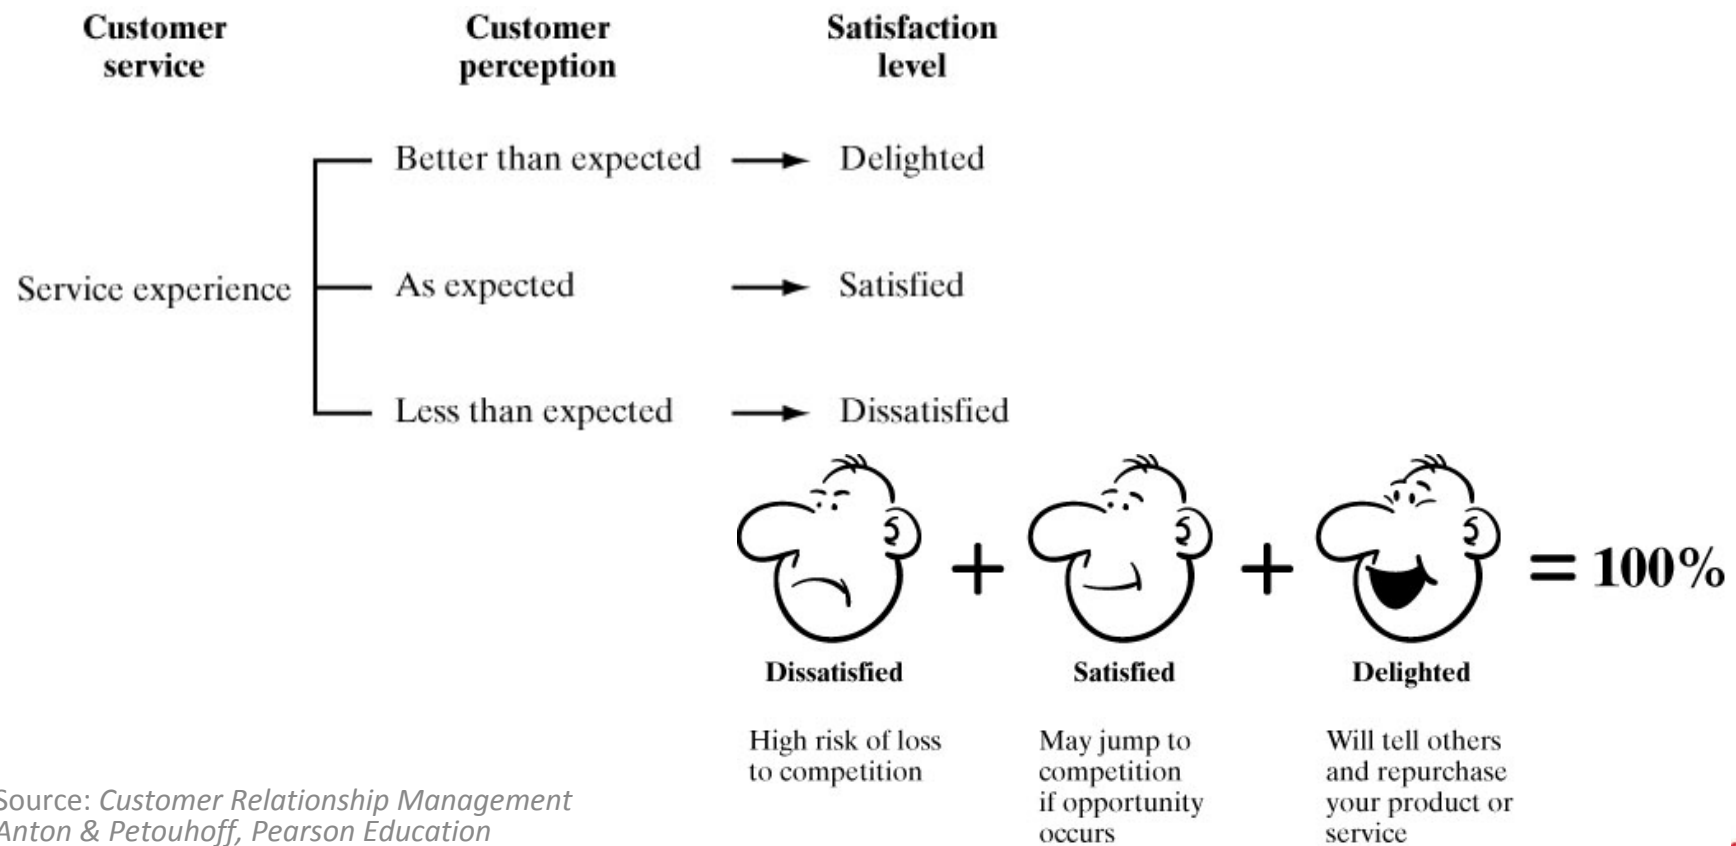 Customer service
Customer perception
Satisfaction level
Better than expected → Delighted
Service experience
As expected → Satisfied
Less than expected → Dissatisfied
+ + = 100%
Dissatisfied
High risk of loss
to competition
Satisfied
May jump to
competition
if opportunity
occurs
Delighted
Will tell others
and repurchase
your product or
service
Source: Customer Relationship Management
Anton & Petouhoff, Pearson Education